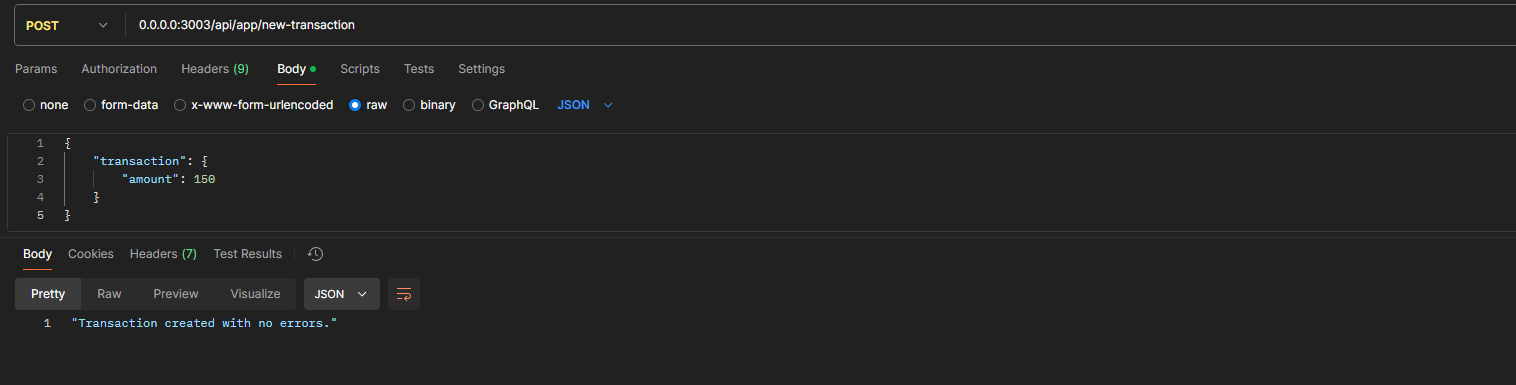 POST 0.0.0.0:3003/api/app/new-transaction
Params Authorization Headers (9) Body Scripts Tests Settings
none form-data x-www-form-urlencoded raw binary GraphQL JSON
1 {
2 "transaction": {
3 "amount": 150
4 }
5 }
Body Cookies Headers (7) Test Results
Pretty Raw Preview Visualize JSON
1 "Transaction created with no errors."